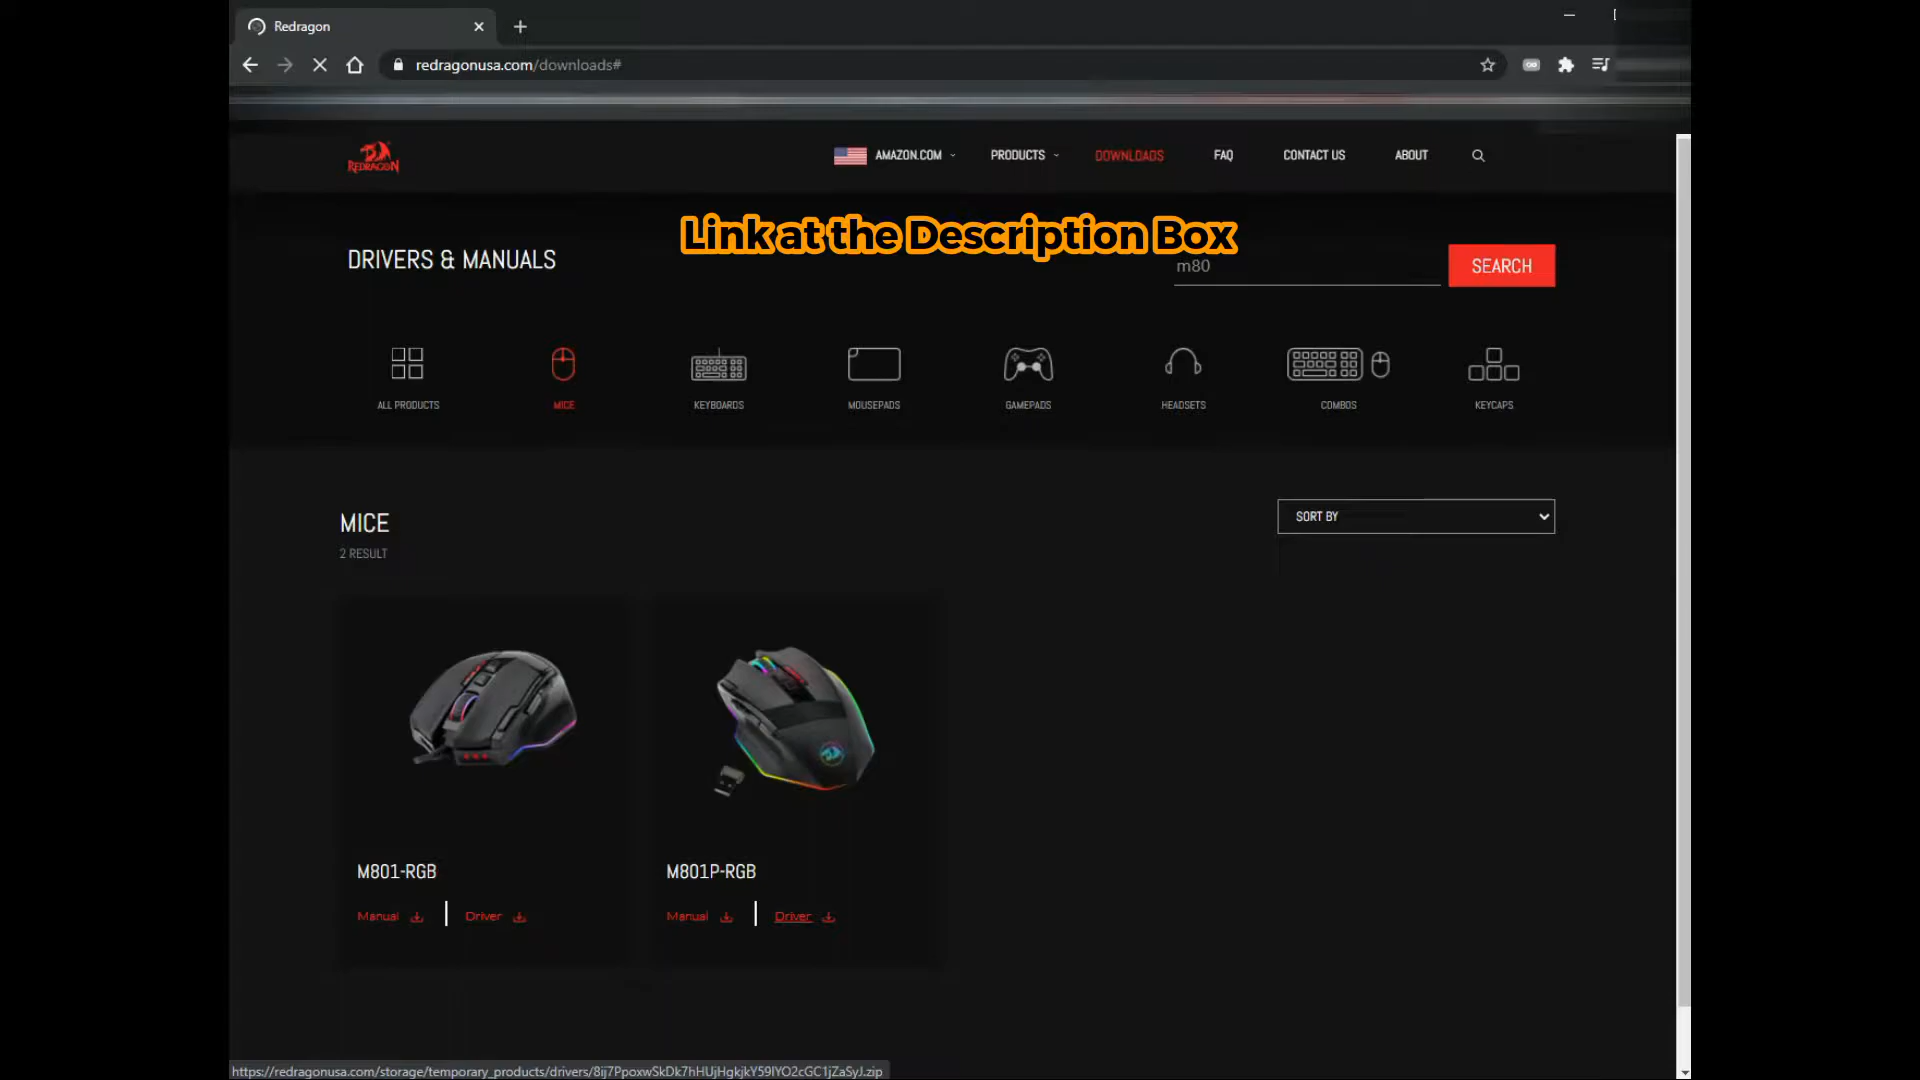 Redragon
redragonusa.com/downloads#
REDRAGON
AMAZON.COM
PRODUCTS
DOWNLOADS
FAQ
CONTACT US
ABOUT
Link at the Description Box
DRIVERS & MANUALS
m80
SEARCH
ALL PRODUCTS
MICE
KEYBOARDS
MOUSEPADS
GAMEPADS
HEADSETS
COMBOS
KEYCAPS
MICE
2 RESULT
SORT BY
M801-RGB
Manual
Driver
M801P-RGB
Manual
Driver
https://redragonusa.com/storage/temporary_products/drivers/8ij7PpoxwSkDk7hHUjHgkjkY59IYO2cGC1jZaSyJ.zip